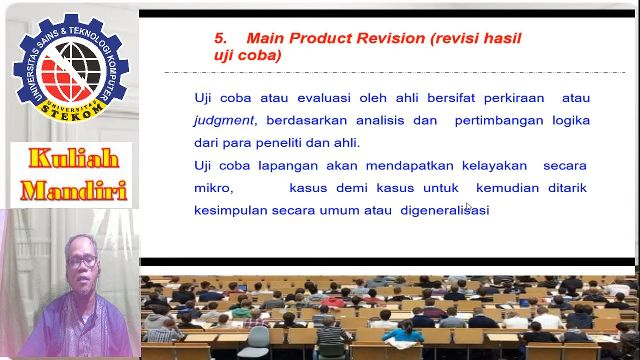 UNIVERSITAS SAINS & TEKNOLOGI KOMPUTER
UNIVERSITAS
STEKOM
Kuliah
Mandiri
5. Main Product Revision (revisi hasil
uji coba)
Uji coba atau evaluasi oleh ahli bersifat perkiraan atau
judgment, berdasarkan analisis dan pertimbangan logika
dari para peneliti dan ahli.
Uji coba lapangan akan mendapatkan kelayakan secara
mikro, kasus demi kasus untuk kemudian ditarik
kesimpulan secara umum atau digeneralisasi